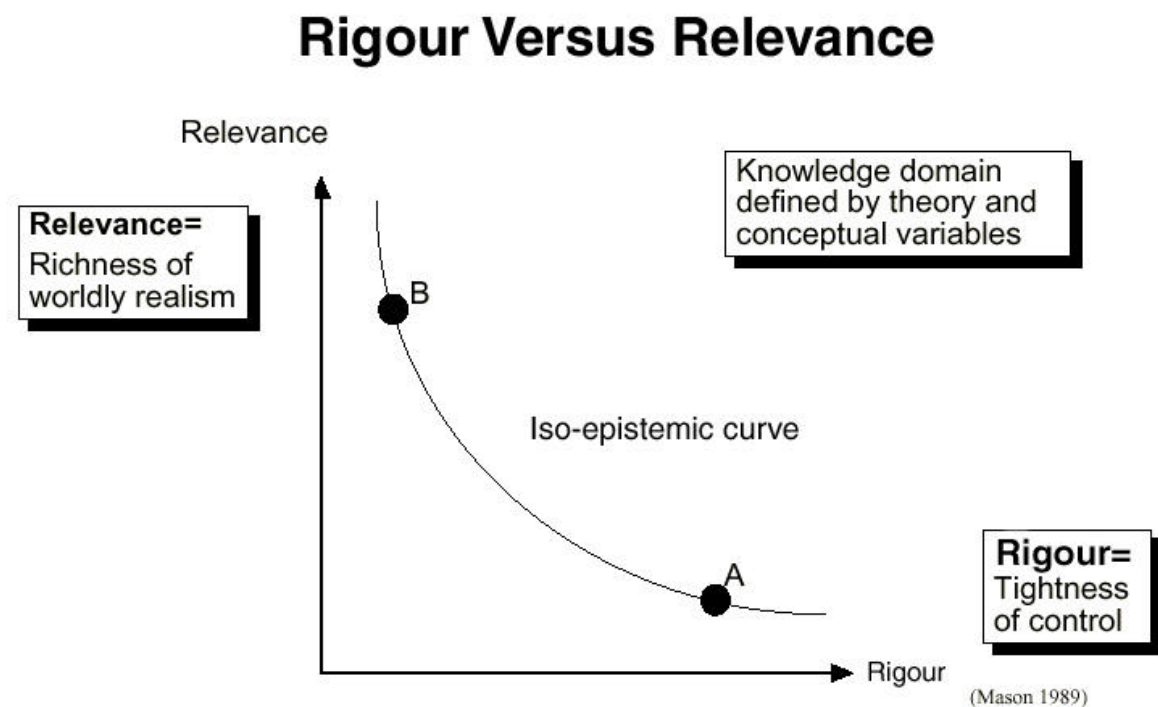 Rigour Versus Relevance
Relevance
Knowledge domain
defined by theory and
conceptual variables
Relevance=
Richness of
worldly realism
B
Iso-epistemic curve
A
Rigour=
Tightness
of control
Rigour
(Mason 1989)